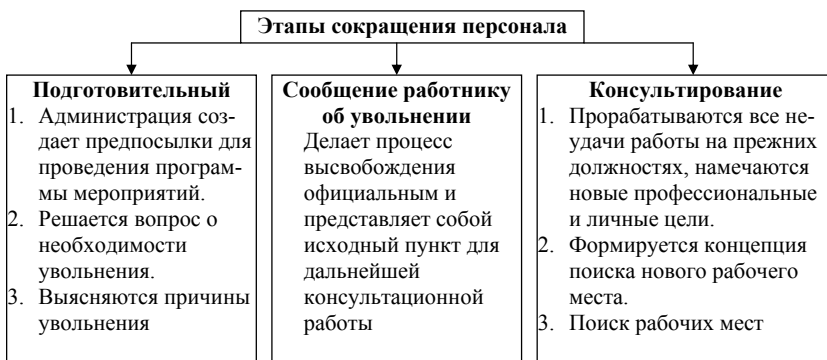 Этапы сокращения персонала
Подготовительный
1. Администрация соз-
дает предпосылки для
проведения програм-
мы мероприятий.
2. Решается вопрос о
необходимости
увольнения.
3. Выясняются причины
увольнения
Сообщение работнику
об увольнении
Делает процесс
высвобождения
официальным и
представляет собой
исходный пункт для
дальнейшей
консультационной
работы
Консультирование
1. Прорабатываются все не-
удачи работы на прежних
должностях, намечаются
новые профессиональные
и личные цели.
2. Формируется концепция
поиска нового рабочего
места.
3. Поиск рабочих мест